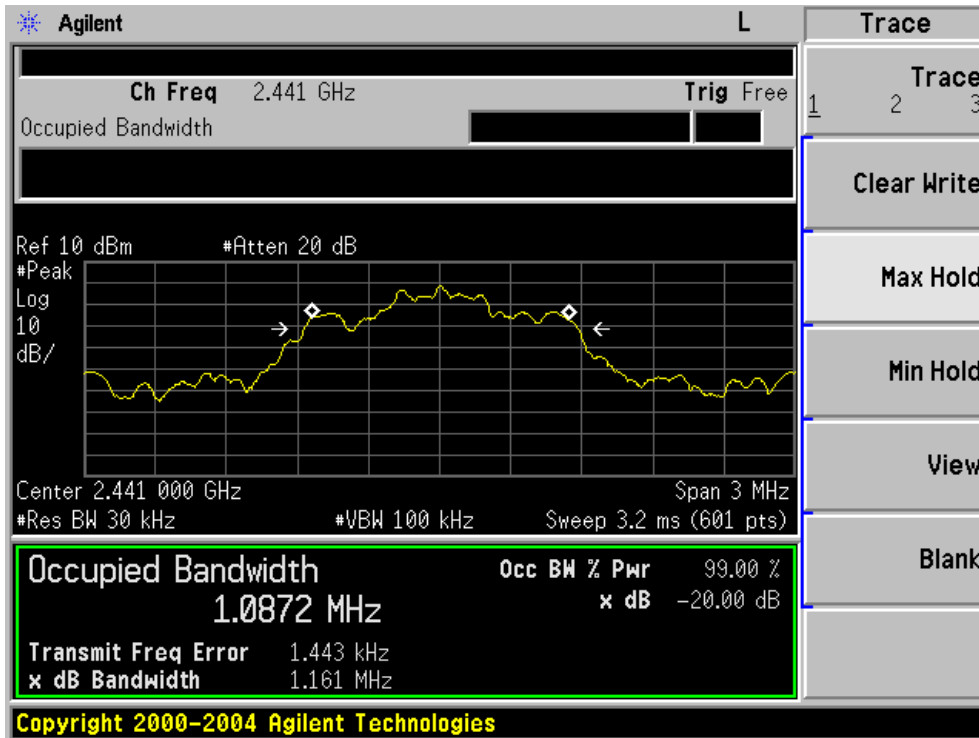 Agilent L Trace
Ch Freq 2.441 GHz Trig Free
Occupied Bandwidth
Trace
1 2 3
Clear Write
Max Hold
Min Hold
View
Blank
Ref 10 dBm #Atten 20 dB
#Peak
Log
10
dB/
Center 2.441 000 GHz Span 3 MHz
#Res BW 30 kHz #VBW 100 kHz Sweep 3.2 ms (601 pts)
Occupied Bandwidth Occ BW % Pwr 99.00 %
1.0872 MHz x dB -20.00 dB
Transmit Freq Error 1.443 kHz
x dB Bandwidth 1.161 MHz
Copyright 2000-2004 Agilent Technologies